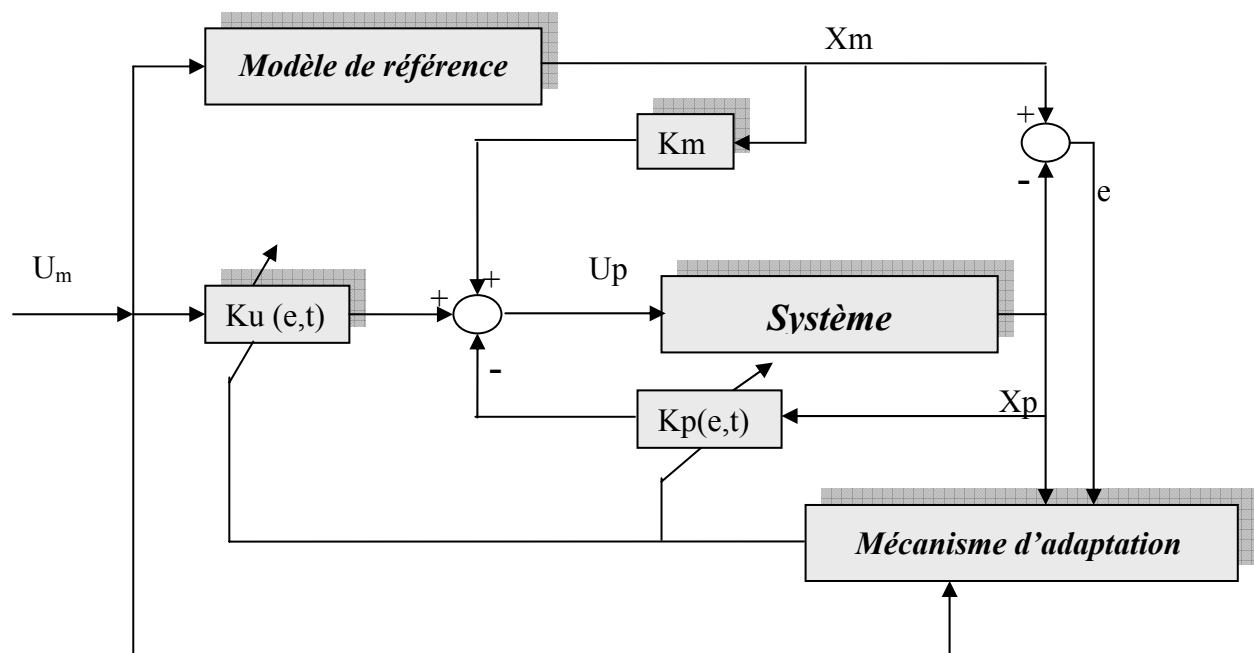 Xm
Modèle de référence
Km
+
-
e
Um
Up
+
+
Ku (e,t)
Système
-
Xp
Kp(e,t)
Mécanisme d'adaptation